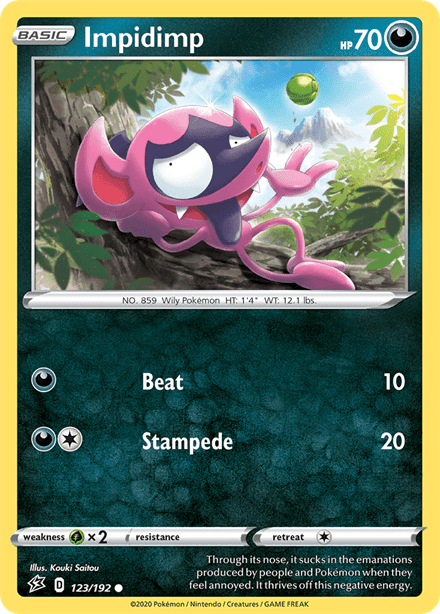 BASIC Impidimp HP 70
NO. 859 Wily Pokémon HT: 1'4" WT: 12.1 lbs.
Beat 10
Stampede 20
weakness ×2 resistance retreat
Illus. Kouki Saitou
D 123/192
Through its nose, it sucks in the emanations
produced by people and Pokémon when they
feel annoyed. It thrives off this negative energy.
©2020 Pokémon / Nintendo / Creatures / GAME FREAK